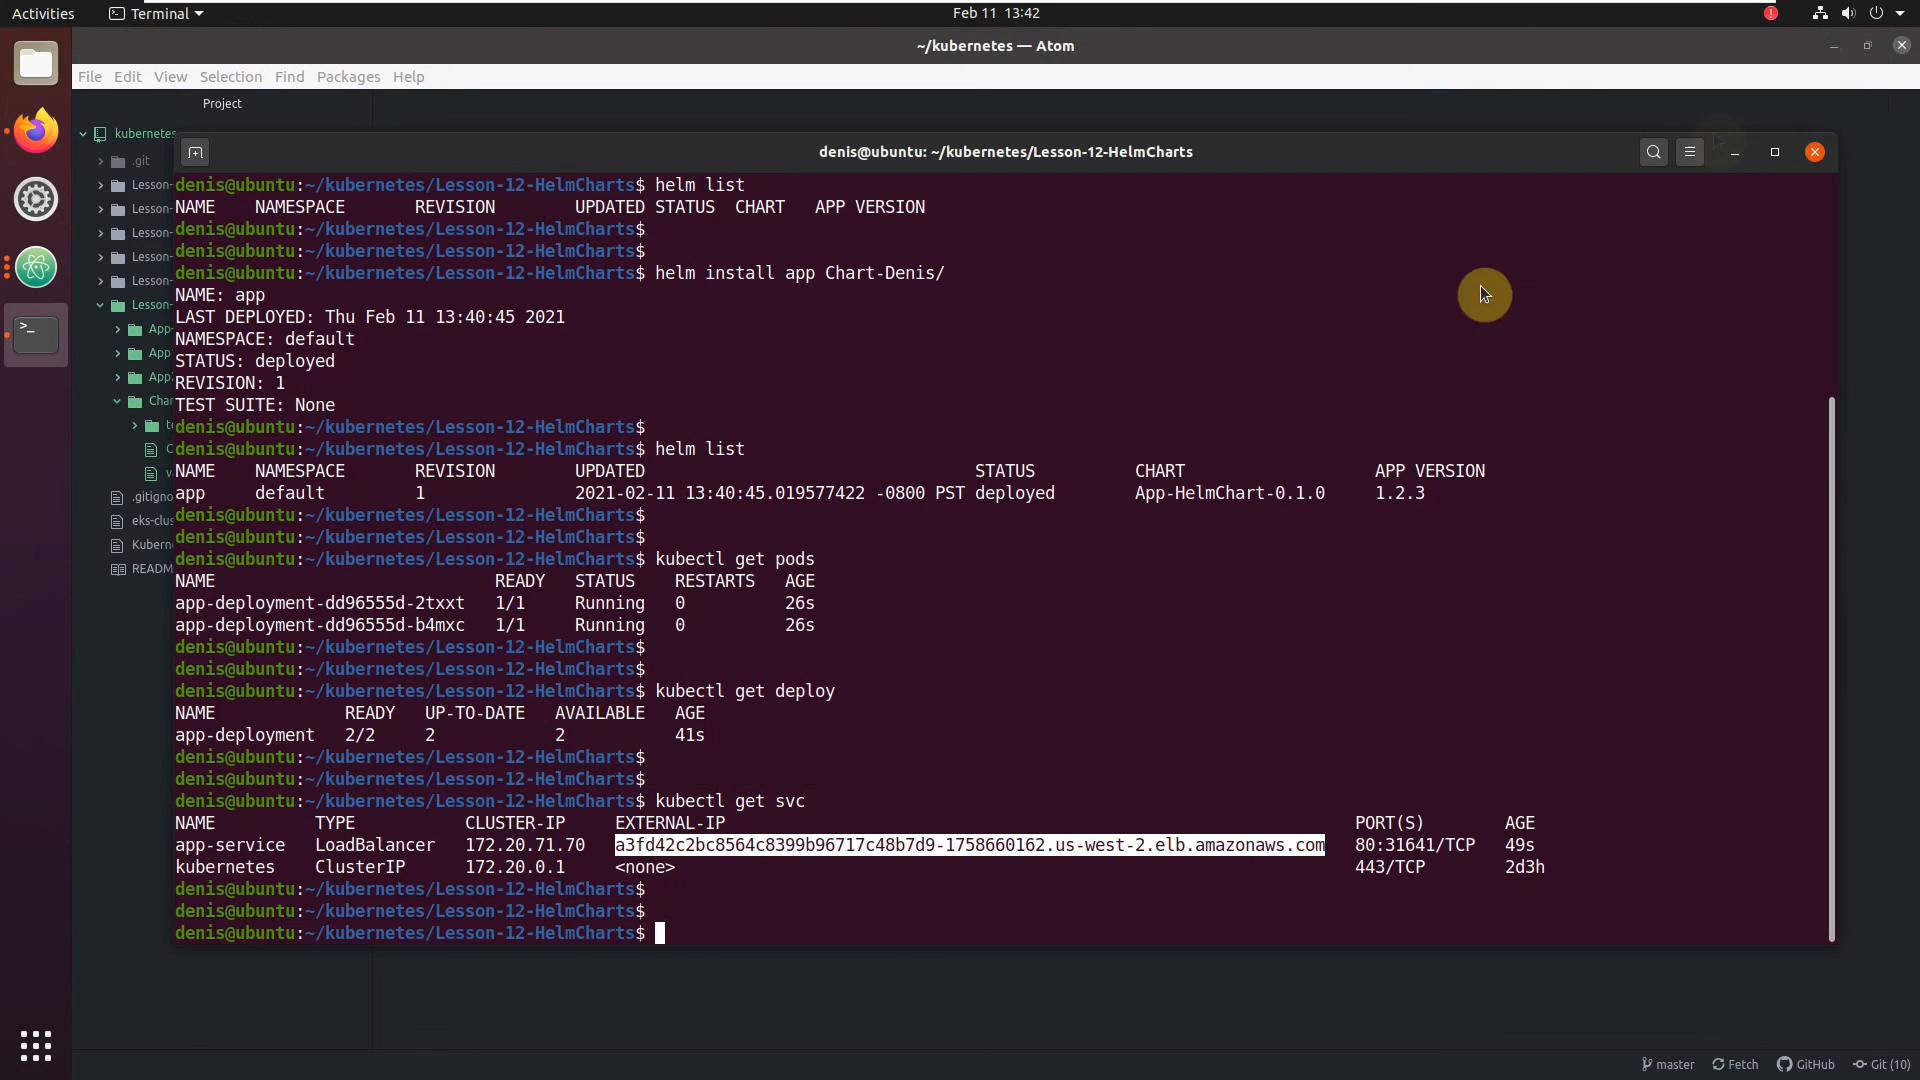 Activities
Terminal
Feb 11 13:42
~/kubernetes — Atom
File Edit View Selection Find Packages Help
Project
kubernetes
.git
Lesson-
Lesson-
Lesson-
Lesson-
Lesson-
Lesson-
App-
App
App
Char
.gitigno
eks-clus
Kuberne
READM
denis@ubuntu: ~/kubernetes/Lesson-12-HelmCharts
denis@ubuntu:~/kubernetes/Lesson-12-HelmCharts$ helm list
NAME NAMESPACE REVISION UPDATED STATUS CHART APP VERSION
denis@ubuntu:~/kubernetes/Lesson-12-HelmCharts$
denis@ubuntu:~/kubernetes/Lesson-12-HelmCharts$
denis@ubuntu:~/kubernetes/Lesson-12-HelmCharts$ helm install app Chart-Denis/
NAME: app
LAST DEPLOYED: Thu Feb 11 13:40:45 2021
NAMESPACE: default
STATUS: deployed
REVISION: 1
TEST SUITE: None
denis@ubuntu:~/kubernetes/Lesson-12-HelmCharts$
denis@ubuntu:~/kubernetes/Lesson-12-HelmCharts$ helm list
NAME NAMESPACE REVISION UPDATED STATUS CHART APP VERSION
app default 1 2021-02-11 13:40:45.019577422 -0800 PST deployed App-HelmChart-0.1.0 1.2.3
denis@ubuntu:~/kubernetes/Lesson-12-HelmCharts$
denis@ubuntu:~/kubernetes/Lesson-12-HelmCharts$
denis@ubuntu:~/kubernetes/Lesson-12-HelmCharts$ kubectl get pods
NAME READY STATUS RESTARTS AGE
app-deployment-dd96555d-2txxt 1/1 Running 0 26s
app-deployment-dd96555d-b4mxc 1/1 Running 0 26s
denis@ubuntu:~/kubernetes/Lesson-12-HelmCharts$
denis@ubuntu:~/kubernetes/Lesson-12-HelmCharts$
denis@ubuntu:~/kubernetes/Lesson-12-HelmCharts$ kubectl get deploy
NAME READY UP-TO-DATE AVAILABLE AGE
app-deployment 2/2 2 2 41s
denis@ubuntu:~/kubernetes/Lesson-12-HelmCharts$
denis@ubuntu:~/kubernetes/Lesson-12-HelmCharts$
denis@ubuntu:~/kubernetes/Lesson-12-HelmCharts$ kubectl get svc
NAME TYPE CLUSTER-IP EXTERNAL-IP PORT(S) AGE
app-service LoadBalancer 172.20.71.70 a3fd42c2bc8564c8399b96717c48b7d9-1758660162.us-west-2.elb.amazonaws.com 80:31641/TCP 49s
kubernetes ClusterIP 172.20.0.1 <none> 443/TCP 2d3h
denis@ubuntu:~/kubernetes/Lesson-12-HelmCharts$
denis@ubuntu:~/kubernetes/Lesson-12-HelmCharts$
denis@ubuntu:~/kubernetes/Lesson-12-HelmCharts$
master Fetch GitHub Git (10)